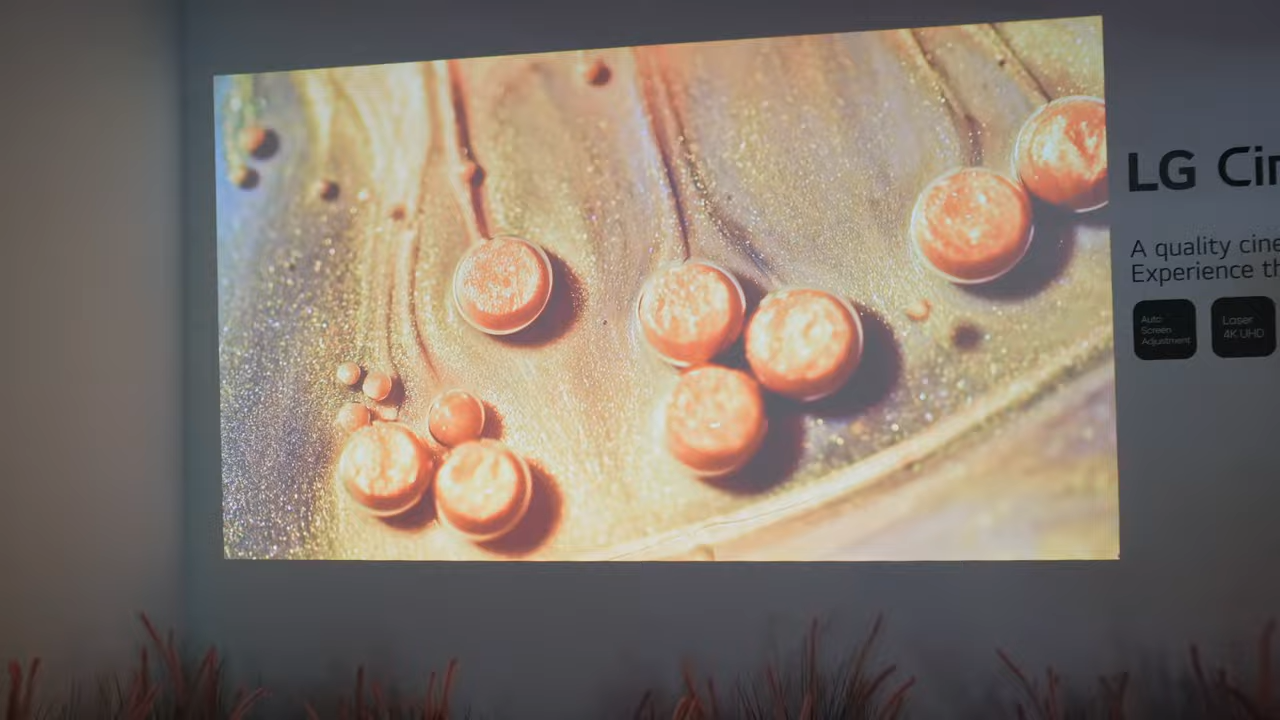 LG Cin
A quality cine
Experience th
Auto
Screen
Adjustment
Laser
4K UHD